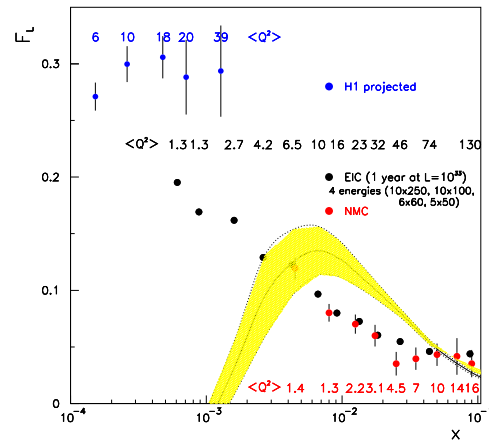 F_L
6 10 18 20 39 <Q²>
0.3
H1 projected
<Q²> 1.3 1.3 2.7 4.2 6.5 10 16 23 32 46 74 130
0.2
EIC (1 year at L=10³³)
4 energies (10x250, 10x100,
6x60, 5x50)
NMC
0.1
<Q²> 1.4 1.3 2.2 3.1 4.5 7 10 14 16
0
10⁻⁴ 10⁻³ 10⁻² 10⁻¹
x